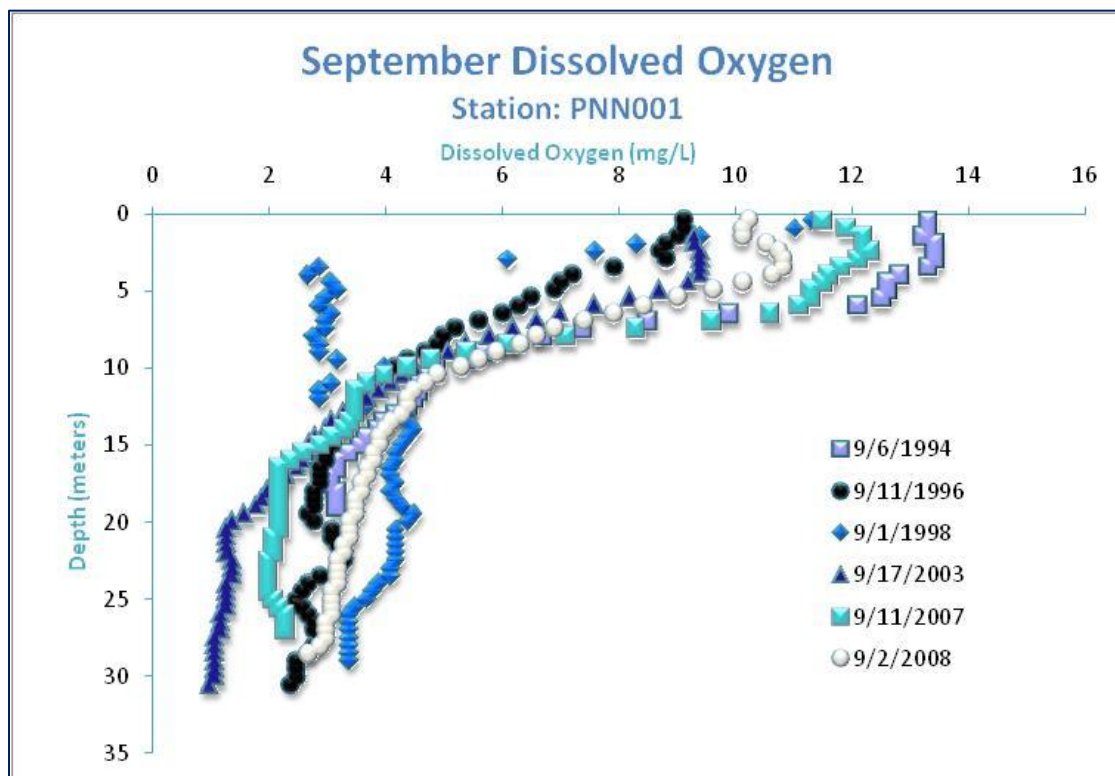 September Dissolved Oxygen
Station: PNN001
Dissolved Oxygen (mg/L)
0 2 4 6 8 10 12 14 16
0
5
10
15
20
25
30
35
Depth (meters)
9/6/1994
9/11/1996
9/1/1998
9/17/2003
9/11/2007
9/2/2008